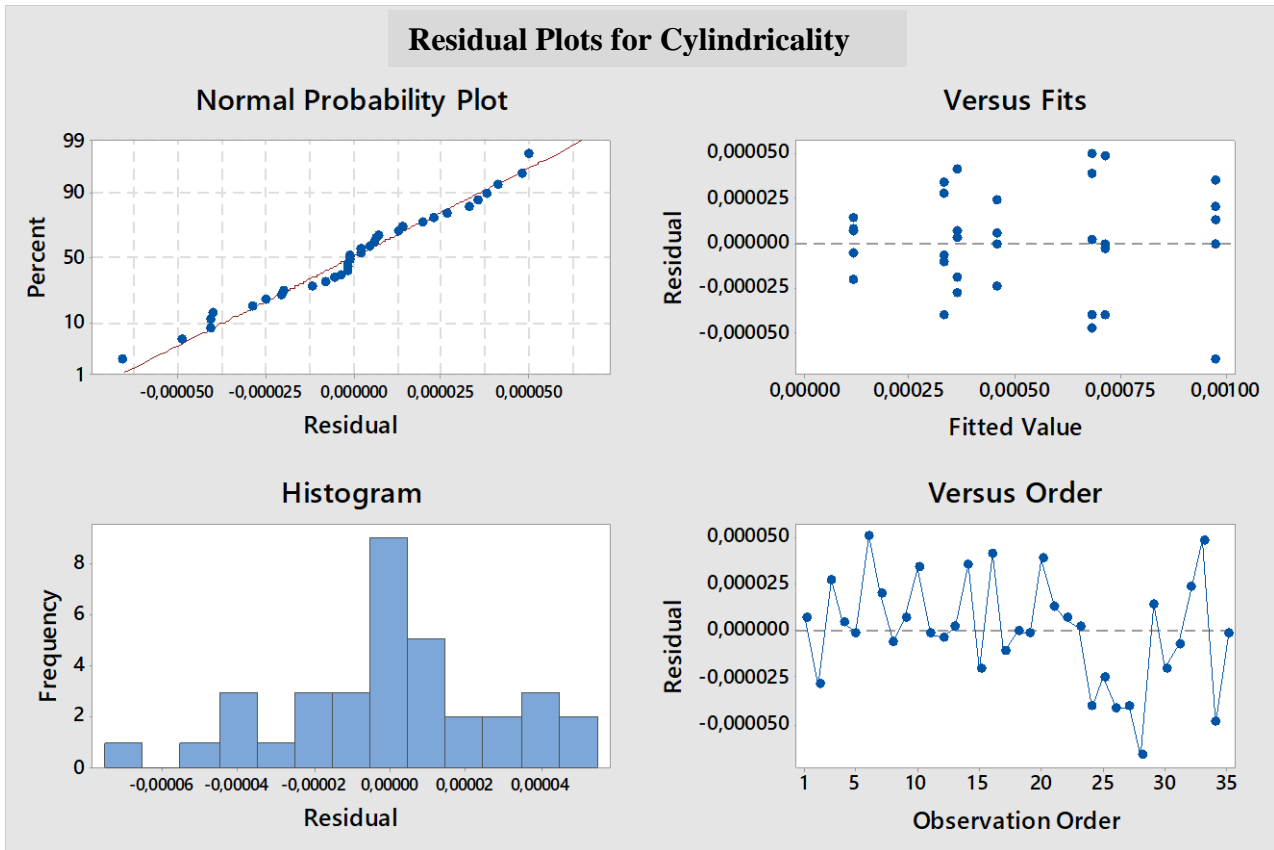 Residual Plots for Cylindricality
Normal Probability Plot
99
90
50
10
1
Percent
-0,000050 -0,000025 0,000000 0,000025 0,000050
Residual
Versus Fits
0,000050
0,000025
0,000000
-0,000025
-0,000050
Residual
0,00000 0,00025 0,00050 0,00075 0,00100
Fitted Value
Histogram
8
6
4
2
0
Frequency
-0,00006 -0,00004 -0,00002 0,00000 0,00002 0,00004
Residual
Versus Order
0,000050
0,000025
0,000000
-0,000025
-0,000050
Residual
1 5 10 15 20 25 30 35
Observation Order